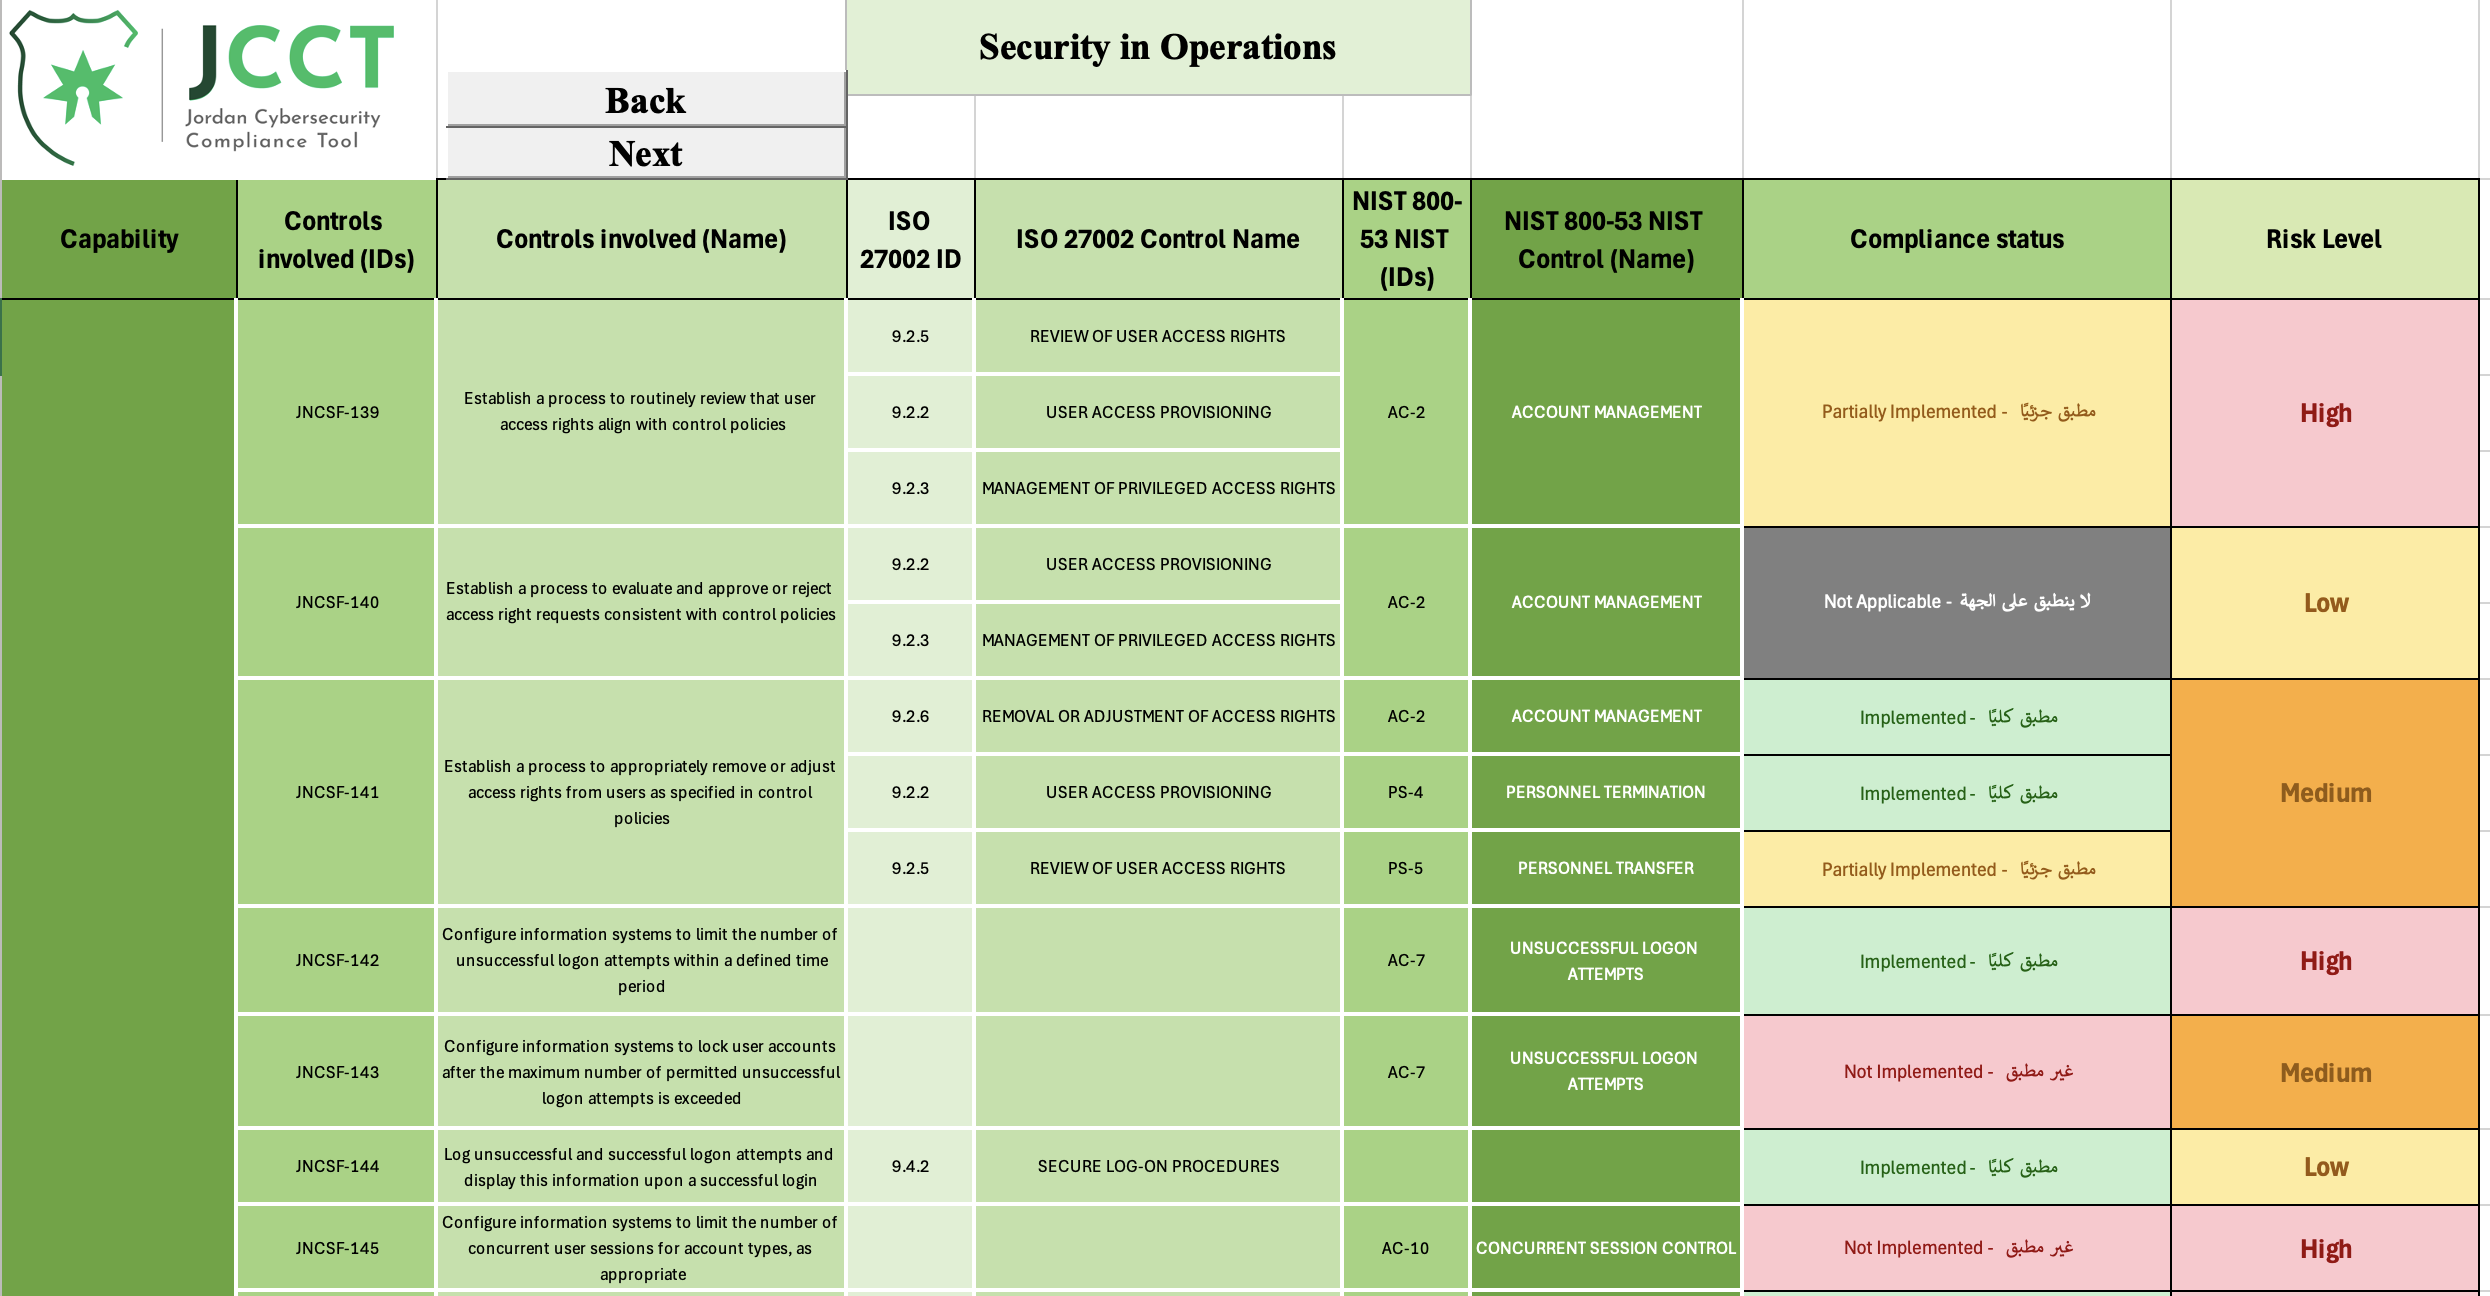 JCCT
Jordan Cybersecurity
Compliance Tool
Back
Next
Security in Operations
Capability
Controls
involved (IDs)
Controls involved (Name)
ISO
27002 ID
ISO 27002 Control Name
NIST 800-
53 NIST
(IDs)
NIST 800-53 NIST
Control (Name)
Compliance status
Risk Level
JNCSF-139
Establish a process to routinely review that user
access rights align with control policies
9.2.5
REVIEW OF USER ACCESS RIGHTS
9.2.2
USER ACCESS PROVISIONING
9.2.3
MANAGEMENT OF PRIVILEGED ACCESS RIGHTS
AC-2
ACCOUNT MANAGEMENT
Partially Implemented - مطبق جزئيًا
High
JNCSF-140
Establish a process to evaluate and approve or reject
access right requests consistent with control policies
9.2.2
USER ACCESS PROVISIONING
9.2.3
MANAGEMENT OF PRIVILEGED ACCESS RIGHTS
AC-2
ACCOUNT MANAGEMENT
Not Applicable - لا ينطبق على الجهة
Low
JNCSF-141
Establish a process to appropriately remove or adjust
access rights from users as specified in control
policies
9.2.6
REMOVAL OR ADJUSTMENT OF ACCESS RIGHTS
AC-2
ACCOUNT MANAGEMENT
Implemented - مطبق كليًا
9.2.2
USER ACCESS PROVISIONING
PS-4
PERSONNEL TERMINATION
Implemented - مطبق كليًا
9.2.5
REVIEW OF USER ACCESS RIGHTS
PS-5
PERSONNEL TRANSFER
Partially Implemented - مطبق جزئيًا
Medium
JNCSF-142
Configure information systems to limit the number of
unsuccessful logon attempts within a defined time
period
AC-7
UNSUCCESSFUL LOGON
ATTEMPTS
Implemented - مطبق كليًا
High
JNCSF-143
Configure information systems to lock user accounts
after the maximum number of permitted unsuccessful
logon attempts is exceeded
AC-7
UNSUCCESSFUL LOGON
ATTEMPTS
Not Implemented - غير مطبق
Medium
JNCSF-144
Log unsuccessful and successful logon attempts and
display this information upon a successful login
9.4.2
SECURE LOG-ON PROCEDURES
Implemented - مطبق كليًا
Low
JNCSF-145
Configure information systems to limit the number of
concurrent user sessions for account types, as
appropriate
AC-10
CONCURRENT SESSION CONTROL
Not Implemented - غير مطبق
High